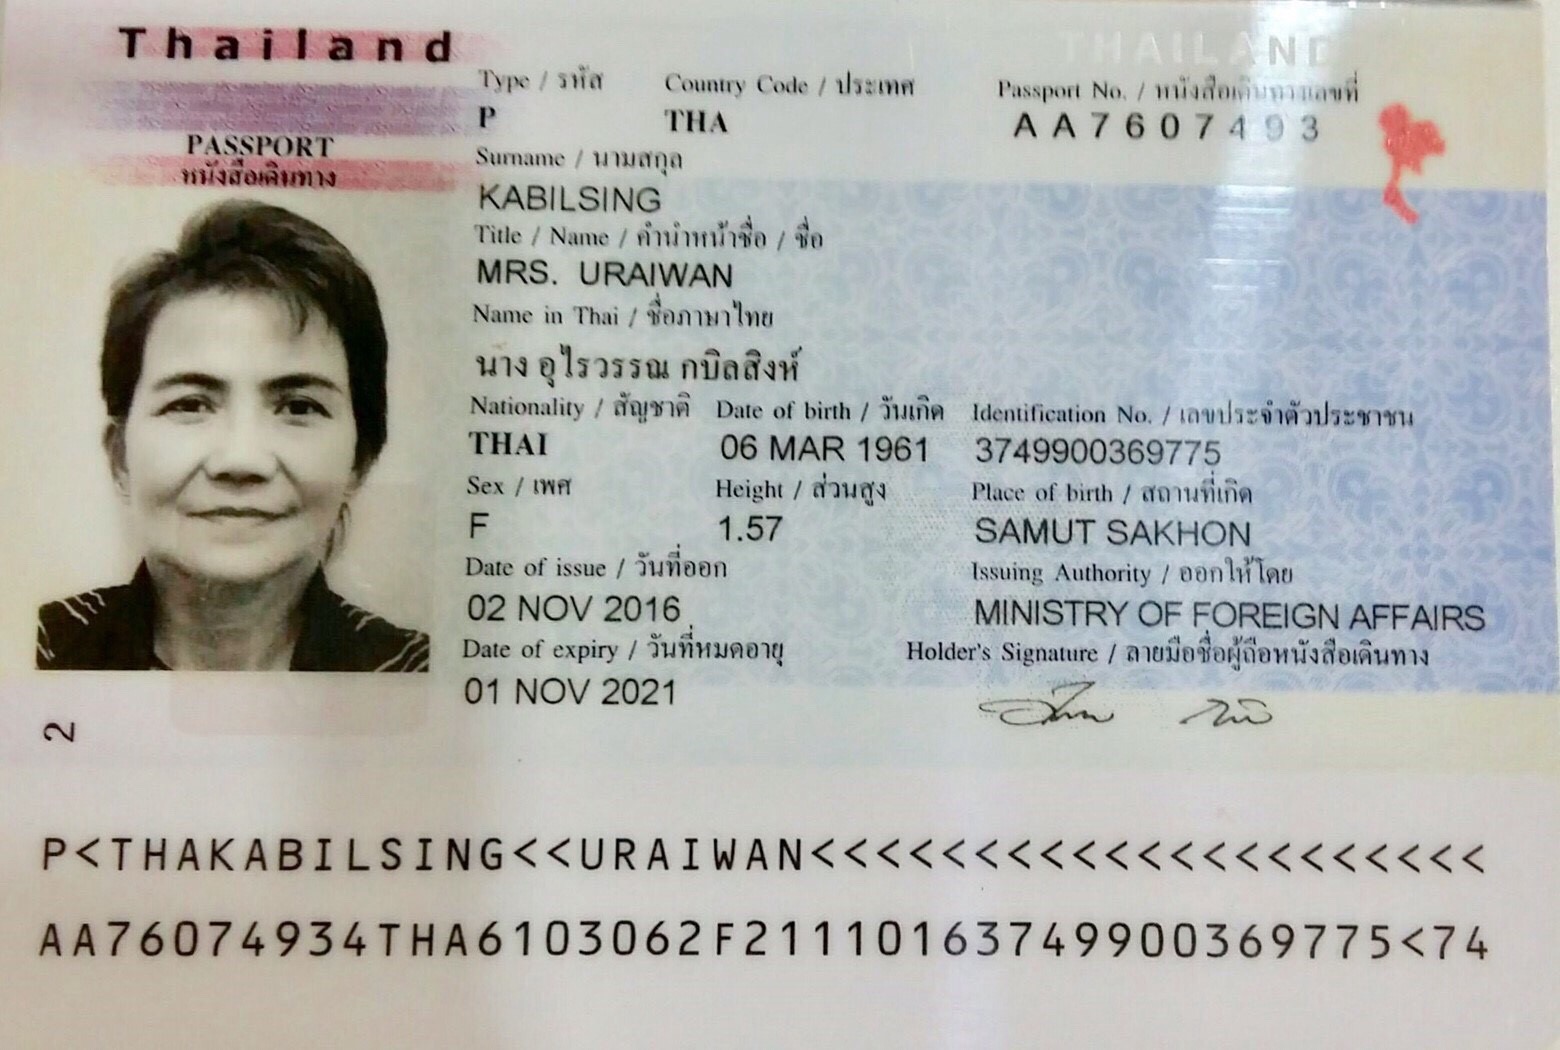 Thailand
THAILAND
PASSPORT
หนังสือเดินทาง
Type / รหัส Country Code / ประเทศ Passport No. / หนังสือเดินทางเลขที่
P THA AA7607493
Surname / นามสกุล
KABILSING
Title / Name / คำนำหน้าชื่อ / ชื่อ
MRS. URAIWAN
Name in Thai / ชื่อภาษาไทย
นาง อุไรวรรณ กบิลสิงห์
Nationality / สัญชาติ Date of birth / วันเกิด Identification No. / เลขประจำตัวประชาชน
THAI 06 MAR 1961 3749900369775
Sex / เพศ Height / ส่วนสูง Place of birth / สถานที่เกิด
F 1.57 SAMUT SAKHON
Date of issue / วันที่ออก Issuing Authority / ออกให้โดย
02 NOV 2016 MINISTRY OF FOREIGN AFFAIRS
Date of expiry / วันที่หมดอายุ Holder's Signature / ลายมือชื่อผู้ถือหนังสือเดินทาง
01 NOV 2021
2
P<THAKABILSING<<URAIWAN<<<<<<<<<<<<<<<<<<<<<
AA76074934THA6103062F21110163749900369775<74